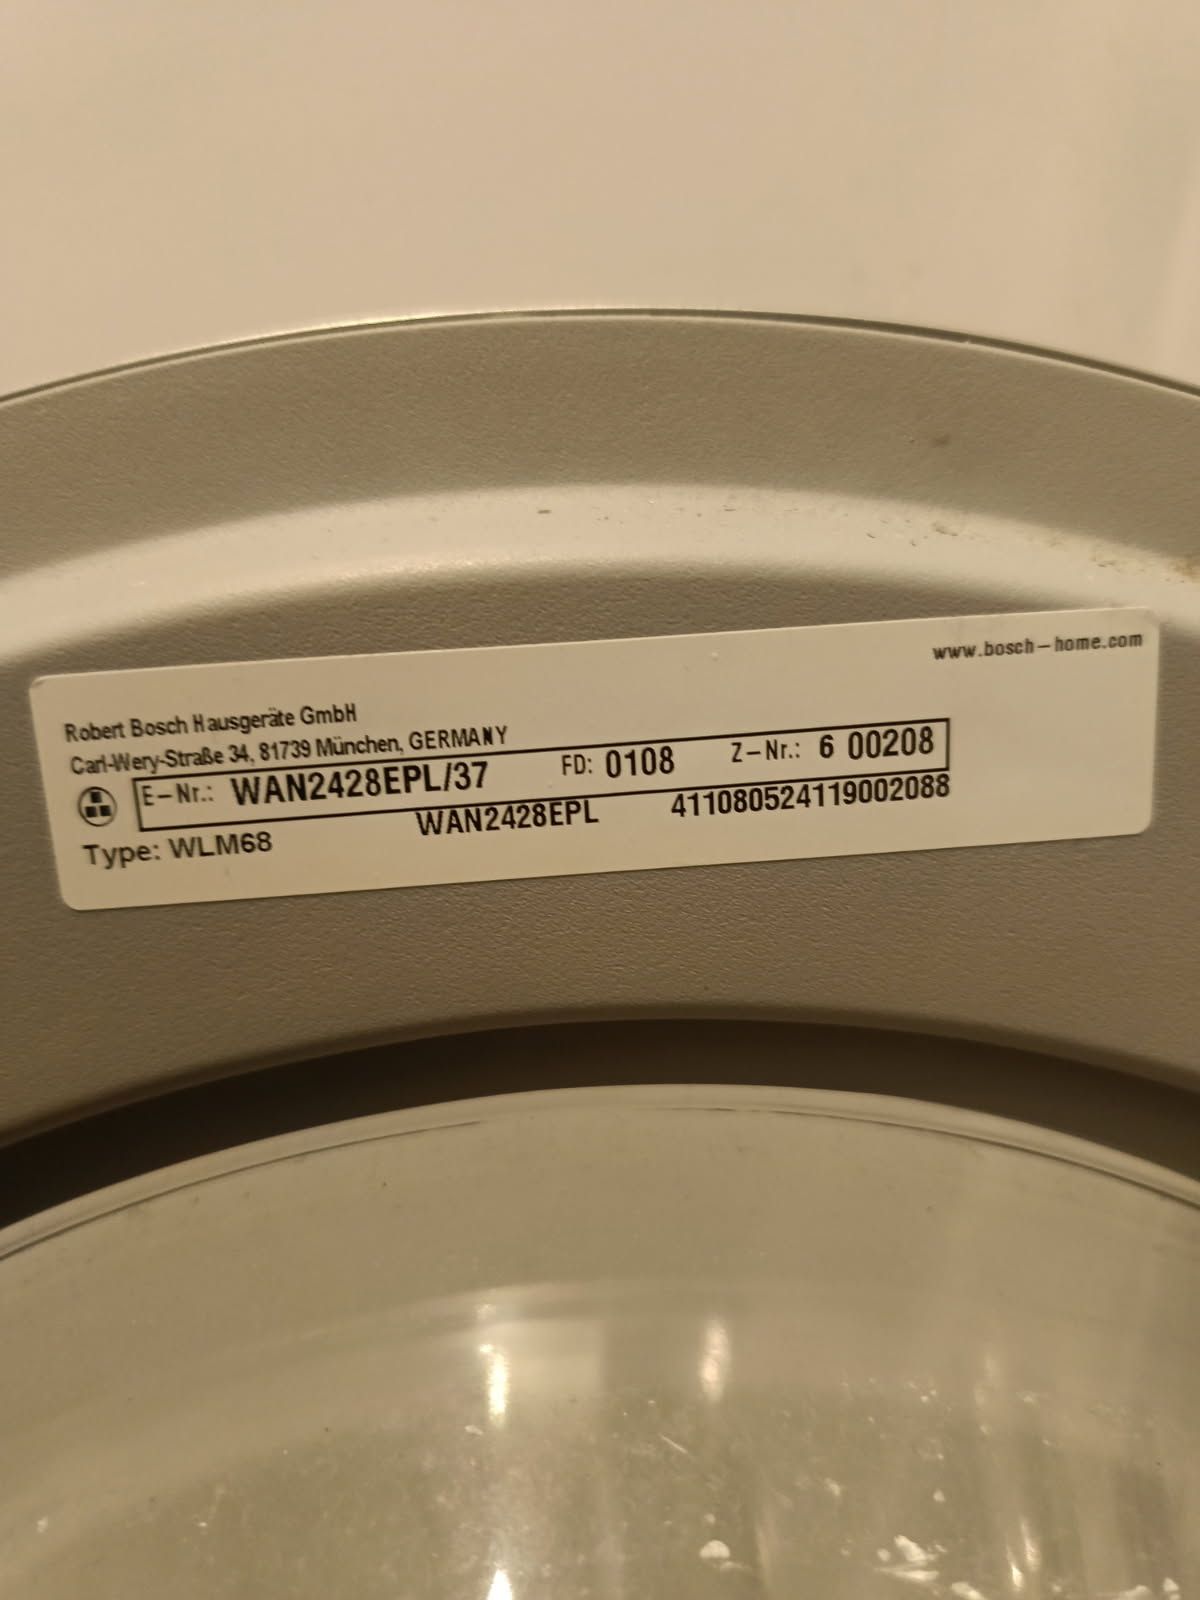 www.bosch-home.com
Robert Bosch Hausgeräte GmbH
Carl-Wery-Straße 34, 81739 München, GERMANY
E-Nr.: WAN2428EPL/37 FD: 0108 Z-Nr.: 6 00208
Type: WLM68 WAN2428EPL 411080524119002088